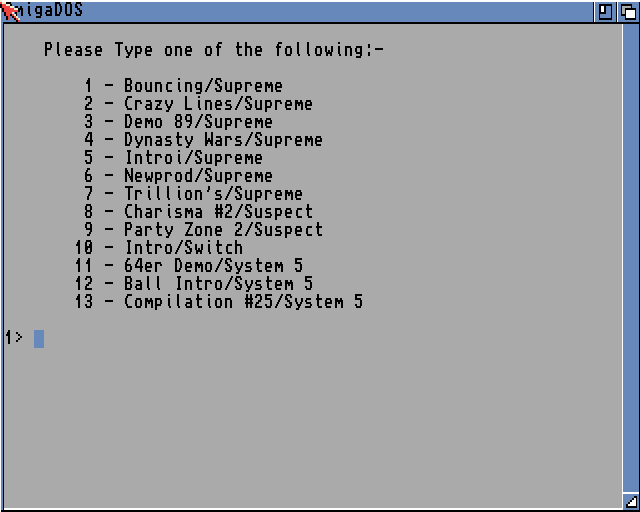 AmigaDOS
Please Type one of the following:-
1 - Bouncing/Supreme
2 - Crazy Lines/Supreme
3 - Demo 89/Supreme
4 - Dynasty Wars/Supreme
5 - Introi/Supreme
6 - Newprod/Supreme
7 - Trillion's/Supreme
8 - Charisma #2/Suspect
9 - Party Zone 2/Suspect
10 - Intro/Switch
11 - 64er Demo/System 5
12 - Ball Intro/System 5
13 - Compilation #25/System 5
1>